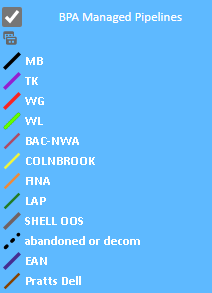 BPA Managed Pipelines
MB
TK
WG
WL
BAC-NWA
COLNBROOK
FINA
LAP
SHELL OOS
abandoned or decom
EAN
Pratts Dell